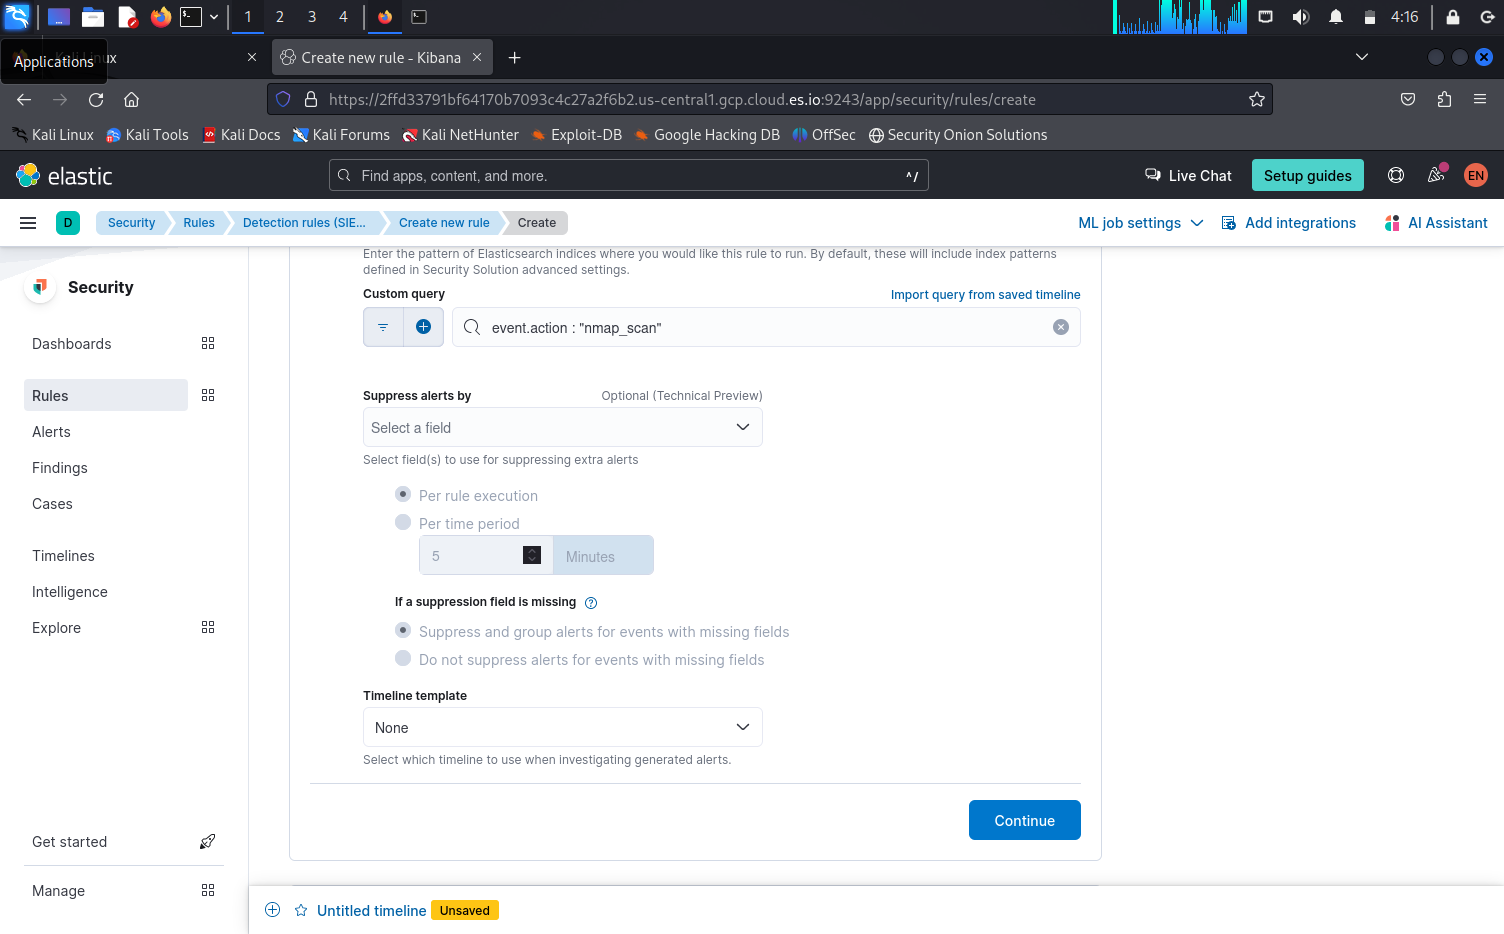 1 2 3 4
4:16
Applications
Linux
Create new rule - Kibana
https://2ffd33791bf64170b7093c4c27a2f6b2.us-central1.gcp.cloud.es.io:9243/app/security/rules/create
Kali Linux Kali Tools Kali Docs Kali Forums Kali NetHunter Exploit-DB Google Hacking DB OffSec Security Onion Solutions
elastic
Find apps, content, and more.
^/
Live Chat
Setup guides
EN
D
Security Rules Detection rules (SIE... Create new rule Create
ML job settings Add integrations AI Assistant
Security
Dashboards
Rules
Alerts
Findings
Cases
Timelines
Intelligence
Explore
Get started
Manage
Enter the pattern of Elasticsearch indices where you would like this rule to run. By default, these will include index patterns
defined in Security Solution advanced settings.
Custom query
Import query from saved timeline
event.action : "nmap_scan"
Suppress alerts by
Optional (Technical Preview)
Select a field
Select field(s) to use for suppressing extra alerts
Per rule execution
Per time period
5
Minutes
If a suppression field is missing
Suppress and group alerts for events with missing fields
Do not suppress alerts for events with missing fields
Timeline template
None
Select which timeline to use when investigating generated alerts.
Continue
Untitled timeline Unsaved